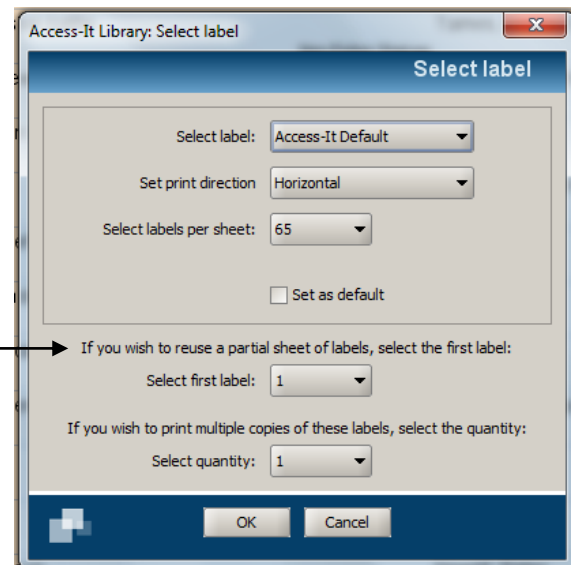 Access-It Library: Select label
Select label
Select label: Access-It Default
Set print direction Horizontal
Select labels per sheet: 65
Set as default
If you wish to reuse a partial sheet of labels, select the first label:
Select first label: 1
If you wish to print multiple copies of these labels, select the quantity:
Select quantity: 1
OK Cancel